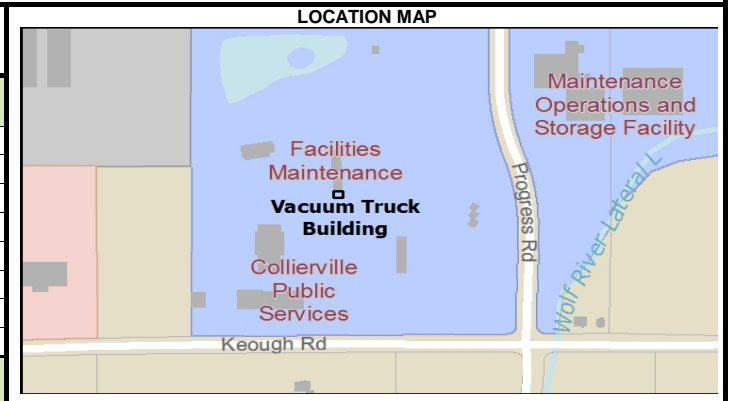 LOCATION MAP
Maintenance
Operations and
Storage Facility
Facilities
Maintenance
Vacuum Truck
Building
Progress Rd
Wolf River Lateral L
Collierville
Public
Services
Keough Rd